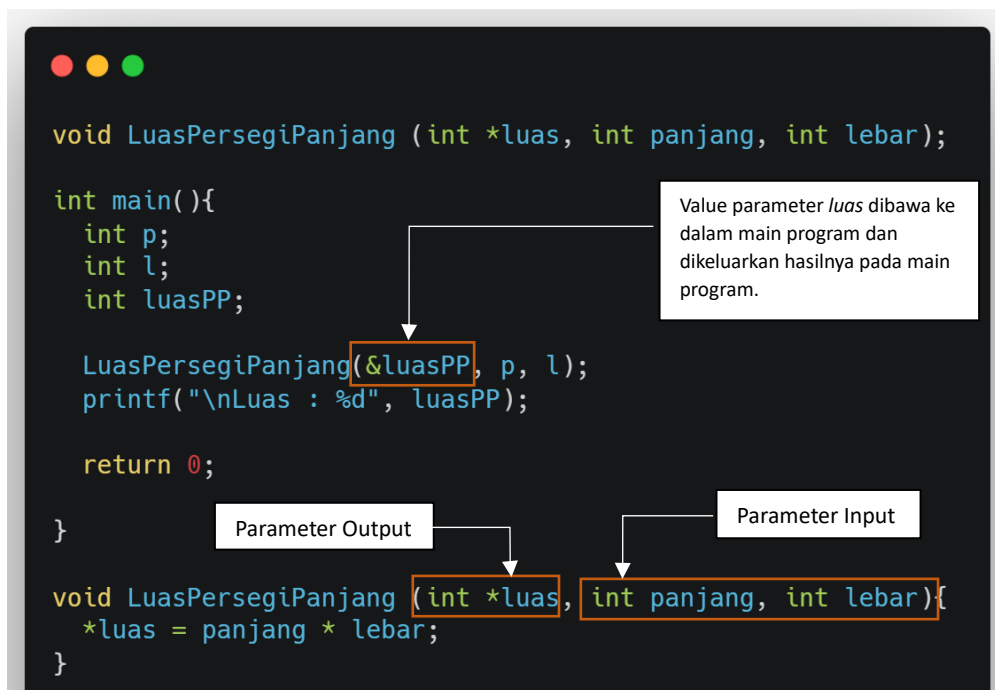 void LuasPersegiPanjang (int *luas, int panjang, int lebar);
int main(){
int p;
int l;
int luasPP;
Value parameter luas dibawa ke
dalam main program dan
dikeluarkan hasilnya pada main
program.
LuasPersegiPanjang(&luasPP, p, l);
printf("\nLuas : %d", luasPP);
return 0;
}
Parameter Output
Parameter Input
void LuasPersegiPanjang (int *luas, int panjang, int lebar){
*luas = panjang * lebar;
}